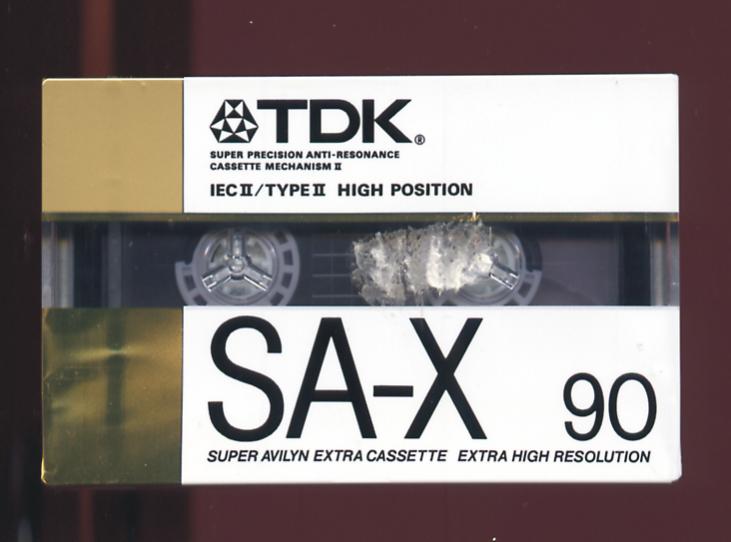 TDK®
SUPER PRECISION ANTI-RESONANCE
CASSETTE MECHANISM II
IEC II/TYPE II HIGH POSITION
SA-X 90
SUPER AVILYN EXTRA CASSETTE EXTRA HIGH RESOLUTION